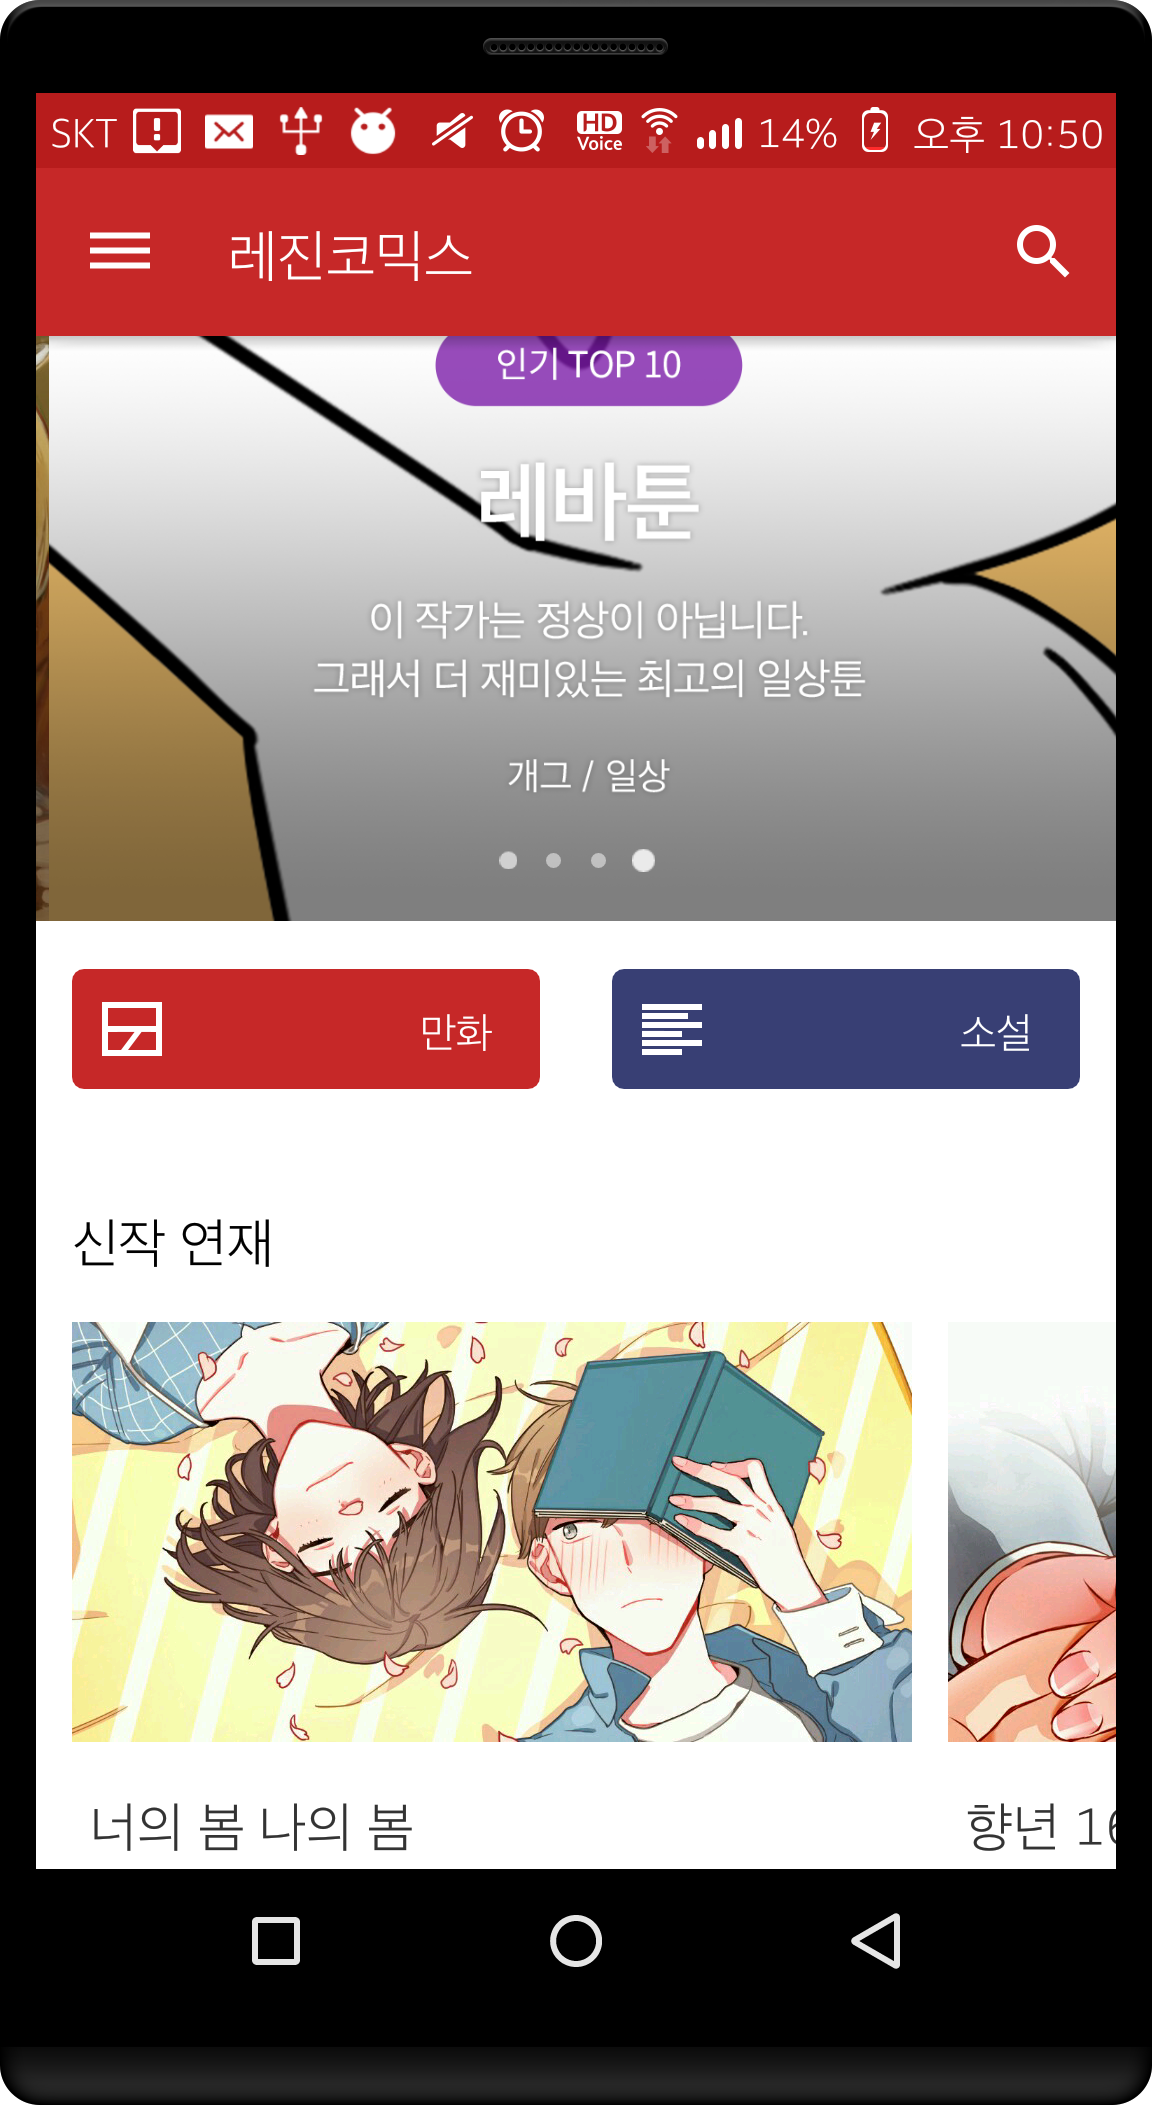 SKT HD Voice 14% 오후 10:50
레진코믹스
인기 TOP 10
레바툰
이 작가는 정상이 아닙니다.
그래서 더 재미있는 최고의 일상툰
개그 / 일상
만화 소설
신작 연재
너의 봄 나의 봄
향년